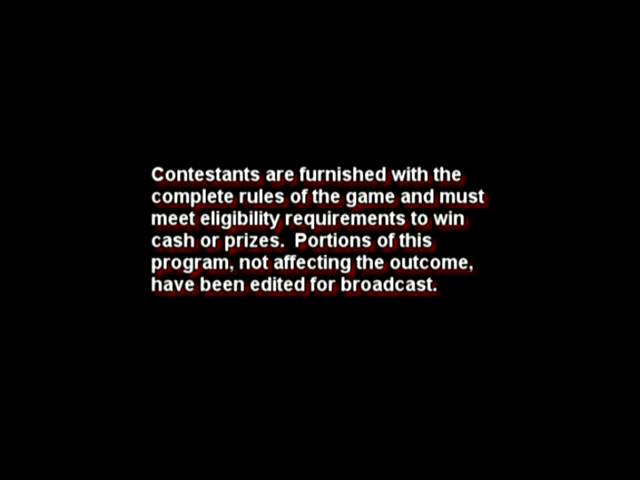 Contestants are furnished with the
complete rules of the game and must
meet eligibility requirements to win
cash or prizes.  Portions of this
program, not affecting the outcome,
have been edited for broadcast.